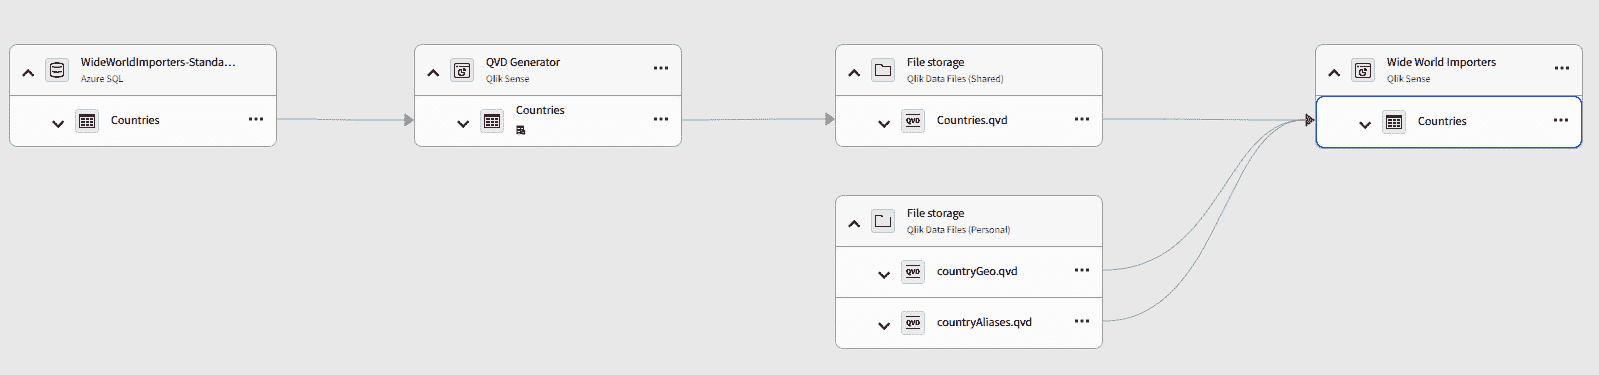 WideWorldImporters-Standa...
Azure SQL
Countries
QVD Generator
Qlik Sense
Countries
File storage
Qlik Data Files (Shared)
QVD
Countries.qvd
File storage
Qlik Data Files (Personal)
QVD
countryGeo.qvd
QVD
countryAliases.qvd
Wide World Importers
Qlik Sense
Countries